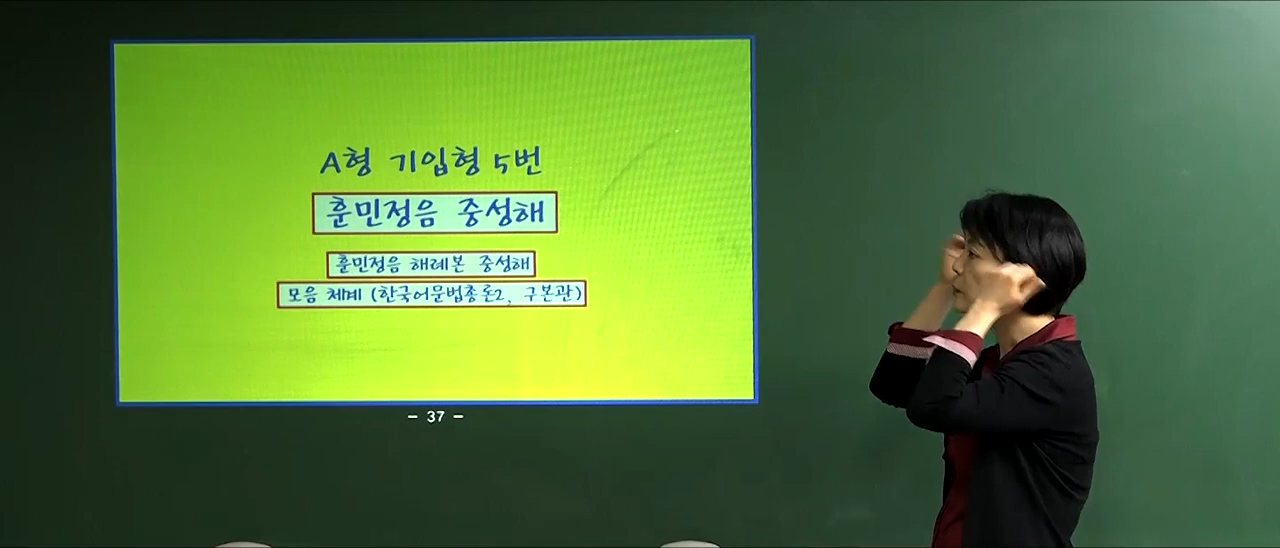 A형 기입형 5번
훈민정음 중성해
훈민정음 해례본 중성해
모음 체계 (한국어문법총론2, 구본관)
- 37 -